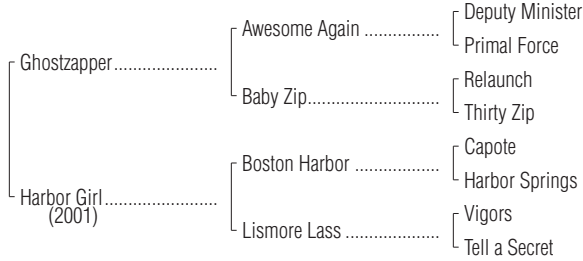 Deputy Minister
Awesome Again ..................
Primal Force
Ghostzapper........................
Relaunch
Baby Zip...............................
Thirty Zip
Capote
Boston Harbor ....................
Harbor Springs
Harbor Girl..........................
(2001)
Vigors
Lismore Lass ......................
Tell a Secret